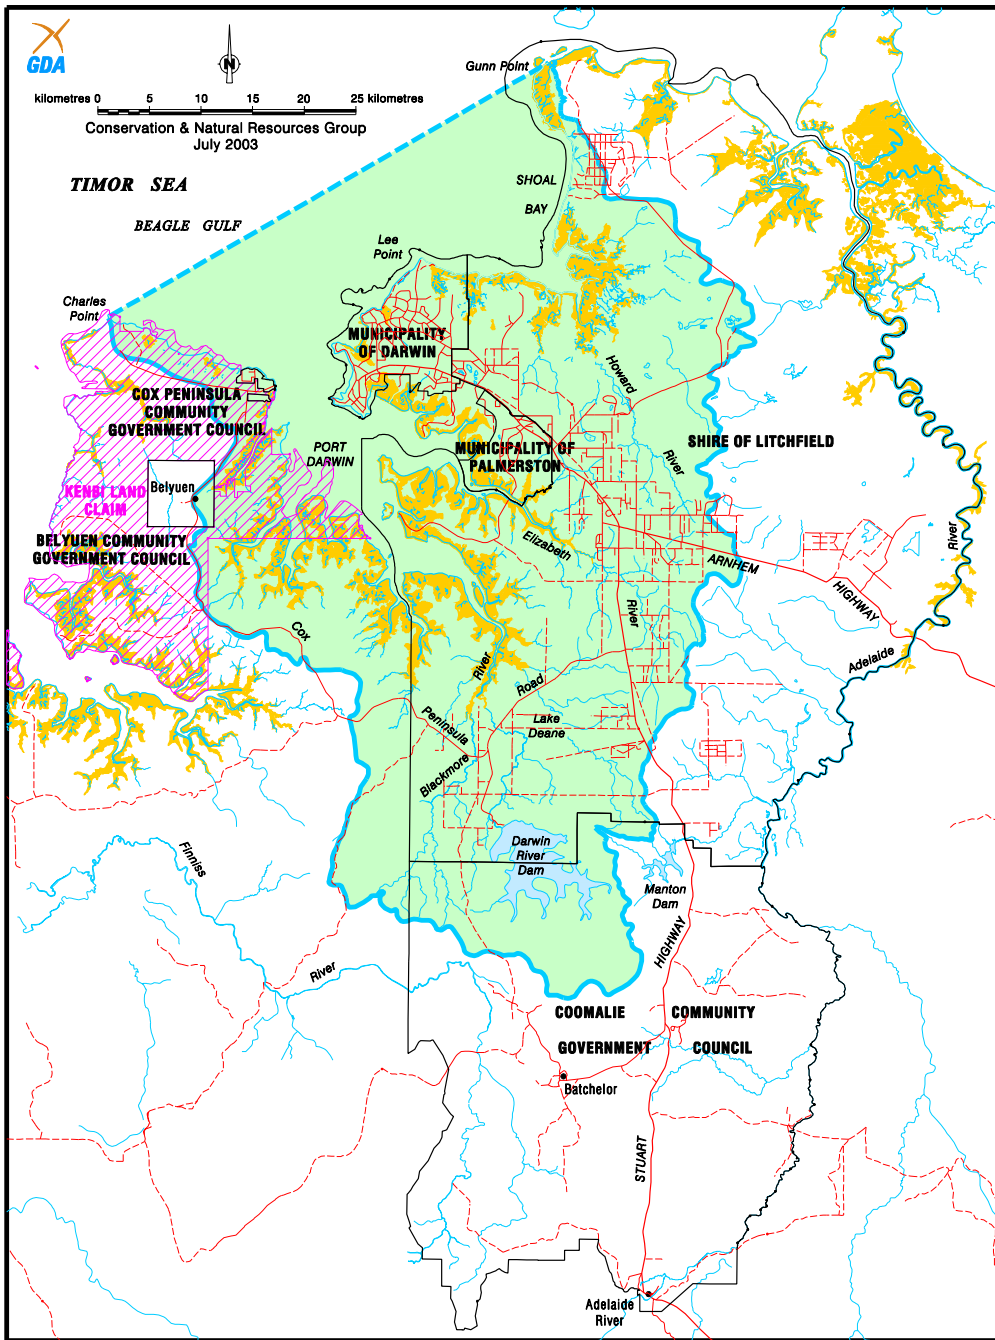 GDA
N
kilometres 0 5 10 15 20 25 kilometres
Conservation & Natural Resources Group
July 2003
Gunn Point
TIMOR SEA
BEAGLE GULF
SHOAL
BAY
Lee
Point
Charles
Point
MUNICIPALITY
OF DARWIN
COX PENINSULA
COMMUNITY
GOVERNMENT COUNCIL
Howard
River
PORT
DARWIN
MUNICIPALITY OF
PALMERSTON
SHIRE OF LITCHFIELD
Belyuen
KENBI LAND
CLAIM
BELYUEN COMMUNITY
GOVERNMENT COUNCIL
Elizabeth
River
ARNHEM
HIGHWAY
River
Adelaide
Cox
Peninsula
Road
River
Blackmore
Lake
Deane
Darwin
River
Dam
Manton
Dam
Finniss
River
HIGHWAY
COOMALIE COMMUNITY
GOVERNMENT COUNCIL
Batchelor
STUART
Adelaide
River